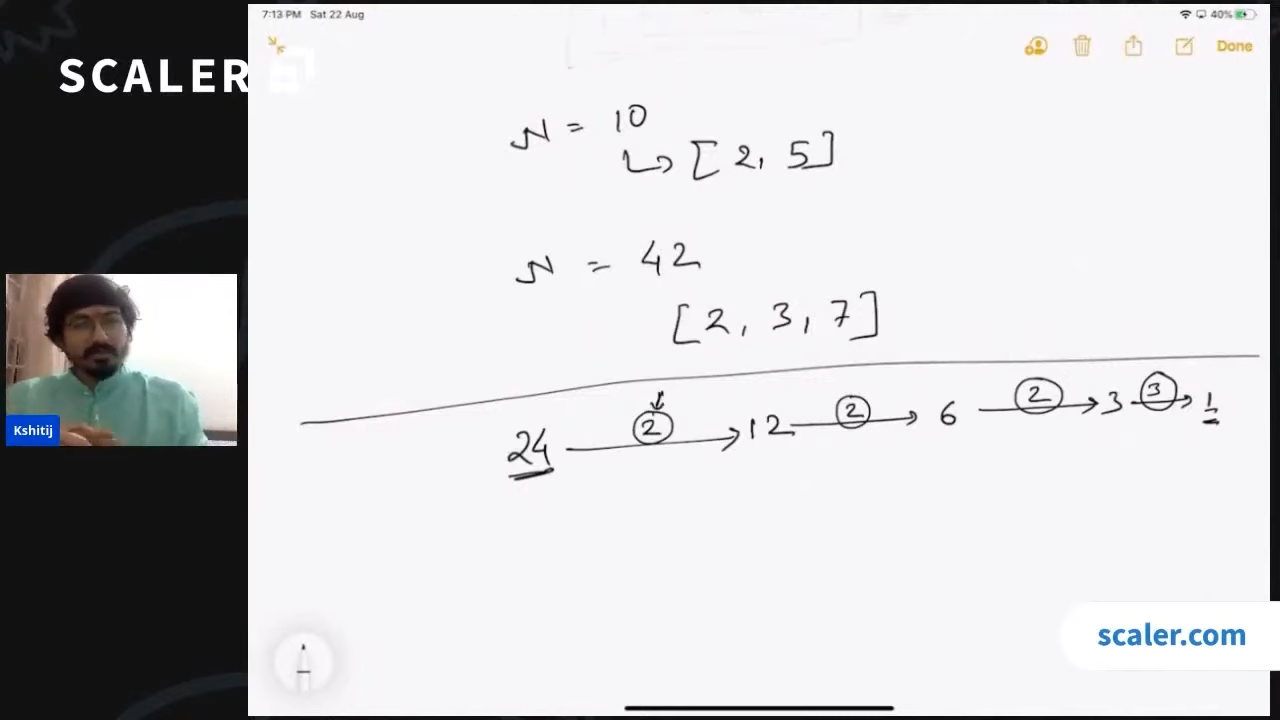 7:13 PM Sat 22 Aug
40%
SCALER
Done
N = 10
[2, 5]
N = 42
[2, 3, 7]
24 2 12 2 6 2 3 3 1
Kshitij
scaler.com